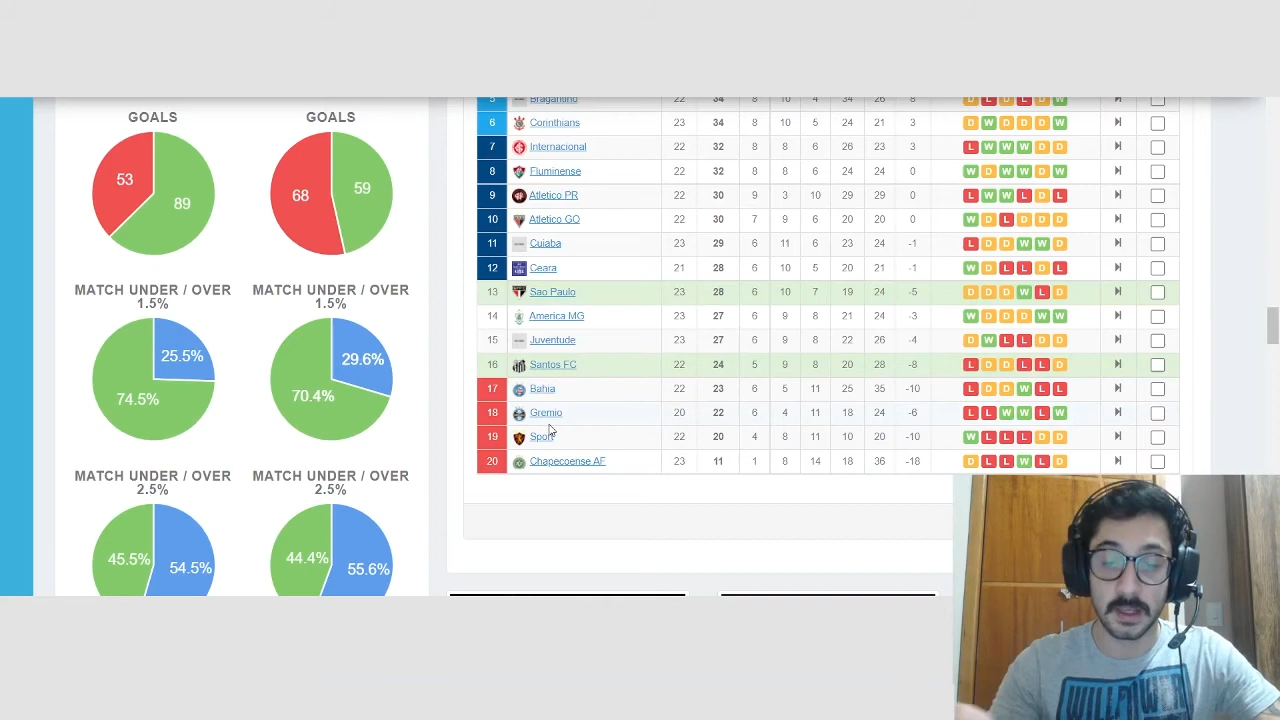 GOALS
GOALS
53
89
68
59
MATCH UNDER / OVER
1.5%
MATCH UNDER / OVER
1.5%
25.5%
74.5%
29.6%
70.4%
MATCH UNDER / OVER
2.5%
MATCH UNDER / OVER
2.5%
45.5%
54.5%
44.4%
55.6%
5 Bragantino 22 34 8 10 4 34 26 8 D L D L D W
6 Corinthians 23 34 8 10 5 24 21 3 D W D D D W
7 Internacional 22 32 8 8 6 26 23 3 L W W W D D
8 Fluminense 22 32 8 8 6 24 24 0 W D W W D W
9 Atletico PR 22 30 9 3 10 29 29 0 L W W L D L
10 Atletico GO 22 30 7 9 6 20 20 0 W D L D D D
11 Cuiaba 23 29 6 11 6 23 24 -1 L D D W W D
12 Ceara 21 28 6 10 5 20 21 -1 W D L L D L
13 Sao Paulo 23 28 6 10 7 19 24 -5 D D D W L D
14 America MG 23 27 6 9 8 21 24 -3 W D D D W W
15 Juventude 23 27 6 9 8 22 26 -4 D W L L D D
16 Santos FC 22 24 5 9 8 20 28 -8 L D D L L D
17 Bahia 22 23 6 5 11 25 35 -10 L D D W L L
18 Gremio 20 22 6 4 11 18 24 -6 L L W W L W
19 Sport 22 20 4 8 11 10 20 -10 W L L L D D
20 Chapecoense AF 23 11 1 8 14 18 36 -18 D L L W L D